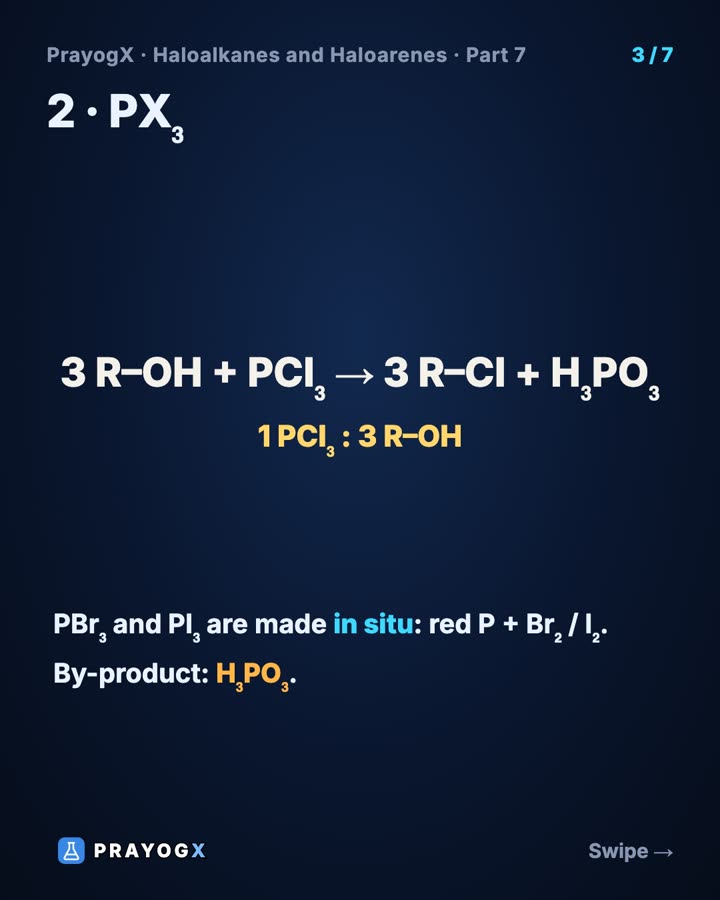 PrayogX · Haloalkanes and Haloarenes · Part 7
3 / 7
2 · PX₃
3 R–OH + PCl₃ → 3 R–Cl + H₃PO₃
1 PCl₃ : 3 R–OH
PBr₃ and PI₃ are made in situ: red P + Br₂ / I₂.
By-product: H₃PO₃.
PRAYOGX
Swipe →